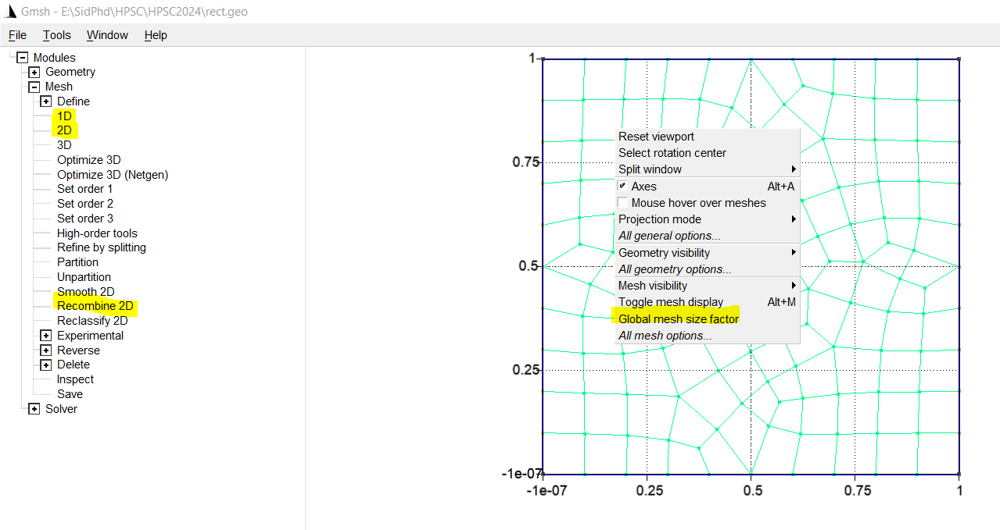 Gmsh - E:\SidPhd\HPSC\HPSC2024\rect.geo
File Tools Window Help
Modules
Geometry
Mesh
Define
1D
2D
3D
Optimize 3D
Optimize 3D (Netgen)
Set order 1
Set order 2
Set order 3
High-order tools
Refine by splitting
Partition
Unpartition
Smooth 2D
Recombine 2D
Reclassify 2D
Experimental
Reverse
Delete
Inspect
Save
Solver
1
0.75
0.5
0.25
-1e-07
-1e-07 0.25 0.5 0.75 1
Reset viewport
Select rotation center
Split window
Axes Alt+A
Mouse hover over meshes
Projection mode
All general options...
Geometry visibility
All geometry options...
Mesh visibility
Toggle mesh display Alt+M
Global mesh size factor
All mesh options...